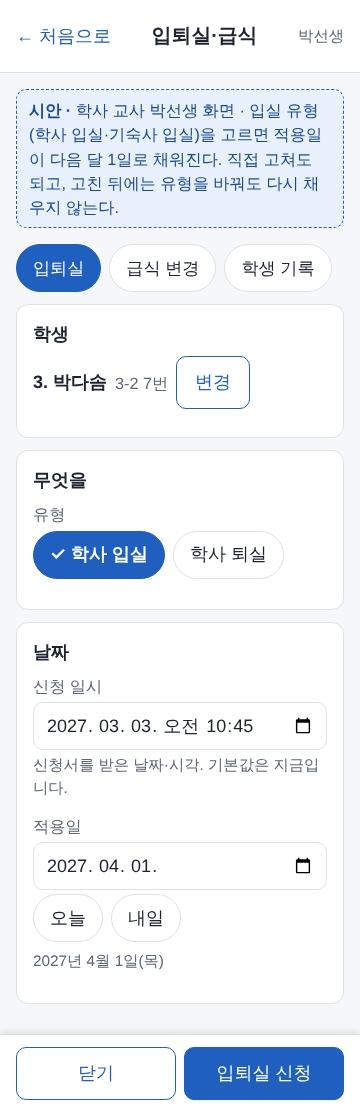 ← 처음으로 입퇴실·급식 박선생
시안 · 학사 교사 박선생 화면 · 입실 유형
(학사 입실·기숙사 입실)을 고르면 적용일
이 다음 달 1일로 채워진다. 직접 고쳐도
되고, 고친 뒤에는 유형을 바꿔도 다시 채
우지 않는다.
입퇴실 급식 변경 학생 기록
학생
3. 박다솜 3-2 7번 변경
무엇을
유형
✓ 학사 입실 학사 퇴실
날짜
신청 일시
2027. 03. 03. 오전 10:45
신청서를 받은 날짜·시각. 기본값은 지금입
니다.
적용일
2027. 04. 01.
오늘 내일
2027년 4월 1일(목)
닫기 입퇴실 신청